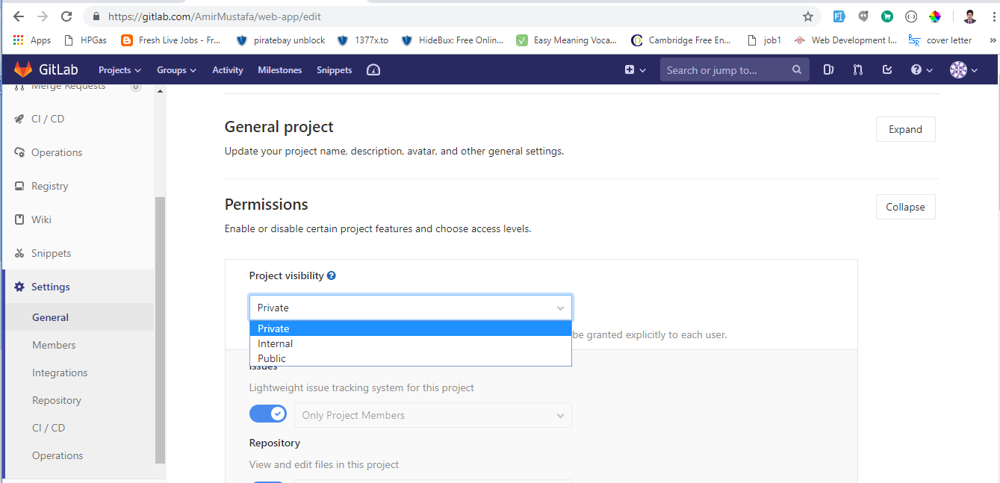 https://gitlab.com/AmirMustafa/web-app/edit
Apps HPGas Fresh Live Jobs - Fr... piratebay unblock 1377x.to HideBux: Free Onlin... Easy Meaning Voca... Cambridge Free En... job1 Web Development I... cover letter »
GitLab Projects Groups Activity Milestones Snippets Search or jump to...
Merge Requests 0
CI / CD
Operations
Registry
Wiki
Snippets
Settings
General
Members
Integrations
Repository
CI / CD
Operations
General project
Expand
Update your project name, description, avatar, and other general settings.
Permissions
Collapse
Enable or disable certain project features and choose access levels.
Project visibility
Private
Private
be granted explicitly to each user.
Internal
Public
Issues
Lightweight issue tracking system for this project
Only Project Members
Repository
View and edit files in this project